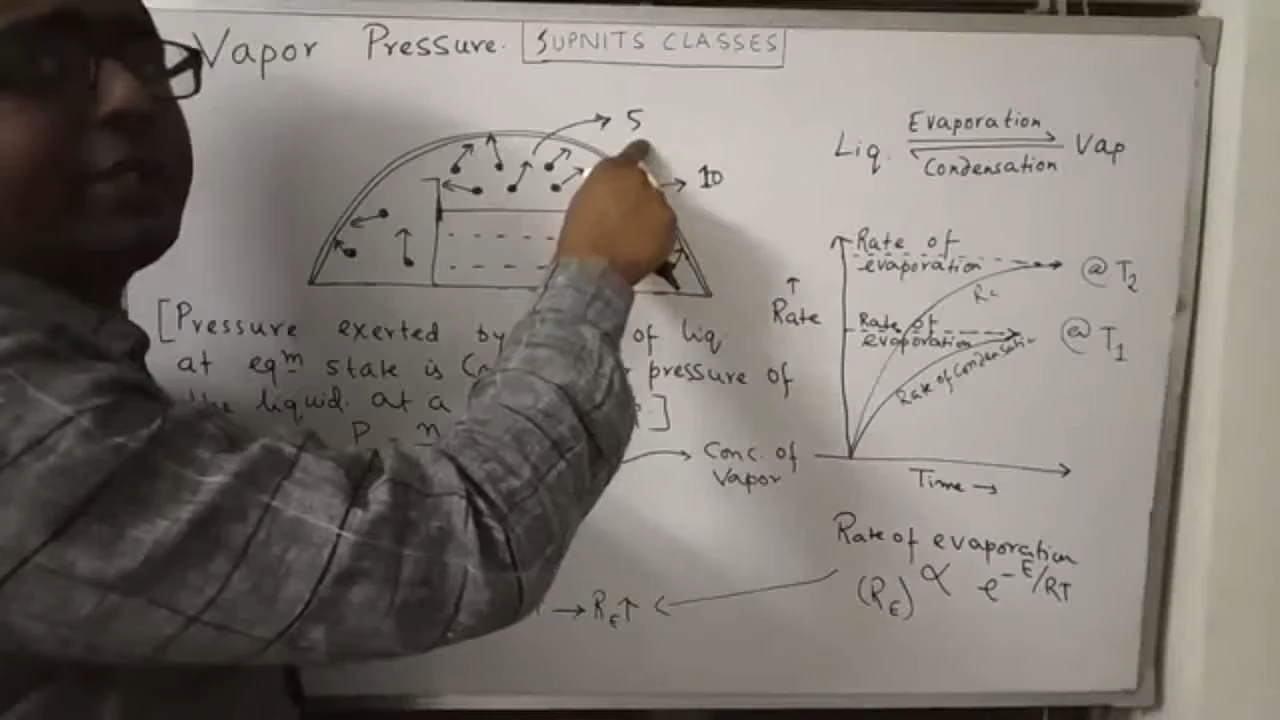 Vapor Pressure.
SUPNITS CLASSES
5
10
[Pressure exerted by of liq
at eqm state is pressure of
the liquid at a ]
P = n
Conc. of
Vapor
→ RE↑
Liq. Evaporation Vap
Condensation
↑
Rate
Rate of
evaporation
Rc
@ T2
Rate of
evaporation
Rate of Condensation
@ T1
Time →
Rate of evaporation
(RE) ∝ e^-E/RT